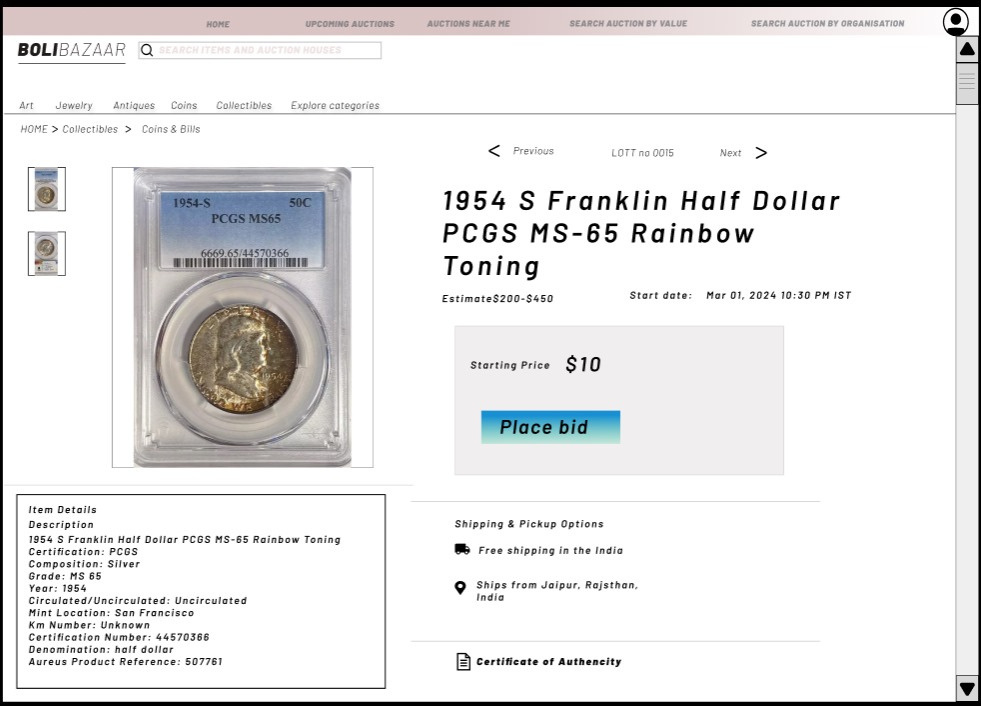 HOME UPCOMING AUCTIONS AUCTIONS NEAR ME SEARCH AUCTION BY VALUE SEARCH AUCTION BY ORGANISATION
BOLIBAZAAR SEARCH ITEMS AND AUCTION HOUSES
Art Jewelry Antiques Coins Collectibles Explore categories
HOME > Collectibles > Coins & Bills
< Previous LOTT no 0015 Next >
1954-S 50C
PCGS MS65
6669.65/44570366
1954 S Franklin Half Dollar
PCGS MS-65 Rainbow
Toning
Estimate$200-$450 Start date: Mar 01, 2024 10:30 PM IST
Starting Price $10
Place bid
Item Details
Description
1954 S Franklin Half Dollar PCGS MS-65 Rainbow Toning
Certification: PCGS
Composition: Silver
Grade: MS 65
Year: 1954
Circulated/Uncirculated: Uncirculated
Mint Location: San Francisco
Km Number: Unknown
Certification Number: 44570366
Denomination: half dollar
Aureus Product Reference: 507761
Shipping & Pickup Options
Free shipping in the India
Ships from Jaipur, Rajsthan,
India
Certificate of Authencity